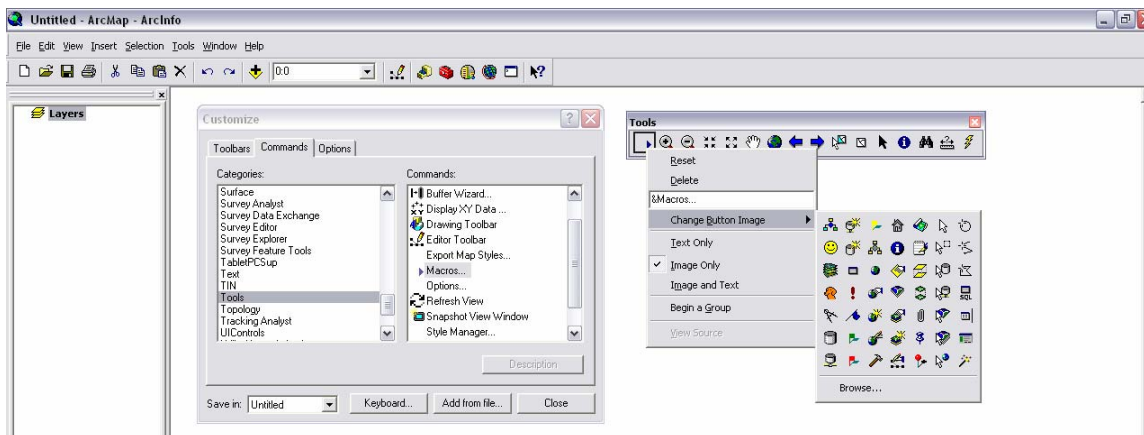 Untitled - ArcMap - ArcInfo
File Edit View Insert Selection Tools Window Help
0:0
Layers
Customize
Toolbars Commands Options
Categories:
Surface
Survey Analyst
Survey Data Exchange
Survey Editor
Survey Explorer
Survey Feature Tools
TabletPCSup
Text
TIN
Tools
Topology
Tracking Analyst
UIControls
Commands:
Buffer Wizard...
Display XY Data ...
Drawing Toolbar
Editor Toolbar
Export Map Styles...
Macros...
Options...
Refresh View
Snapshot View Window
Style Manager...
Description
Save in: Untitled
Keyboard... Add from file... Close
Tools
Reset
Delete
&Macros...
Change Button Image
Text Only
Image Only
Image and Text
Begin a Group
View Source
Browse...